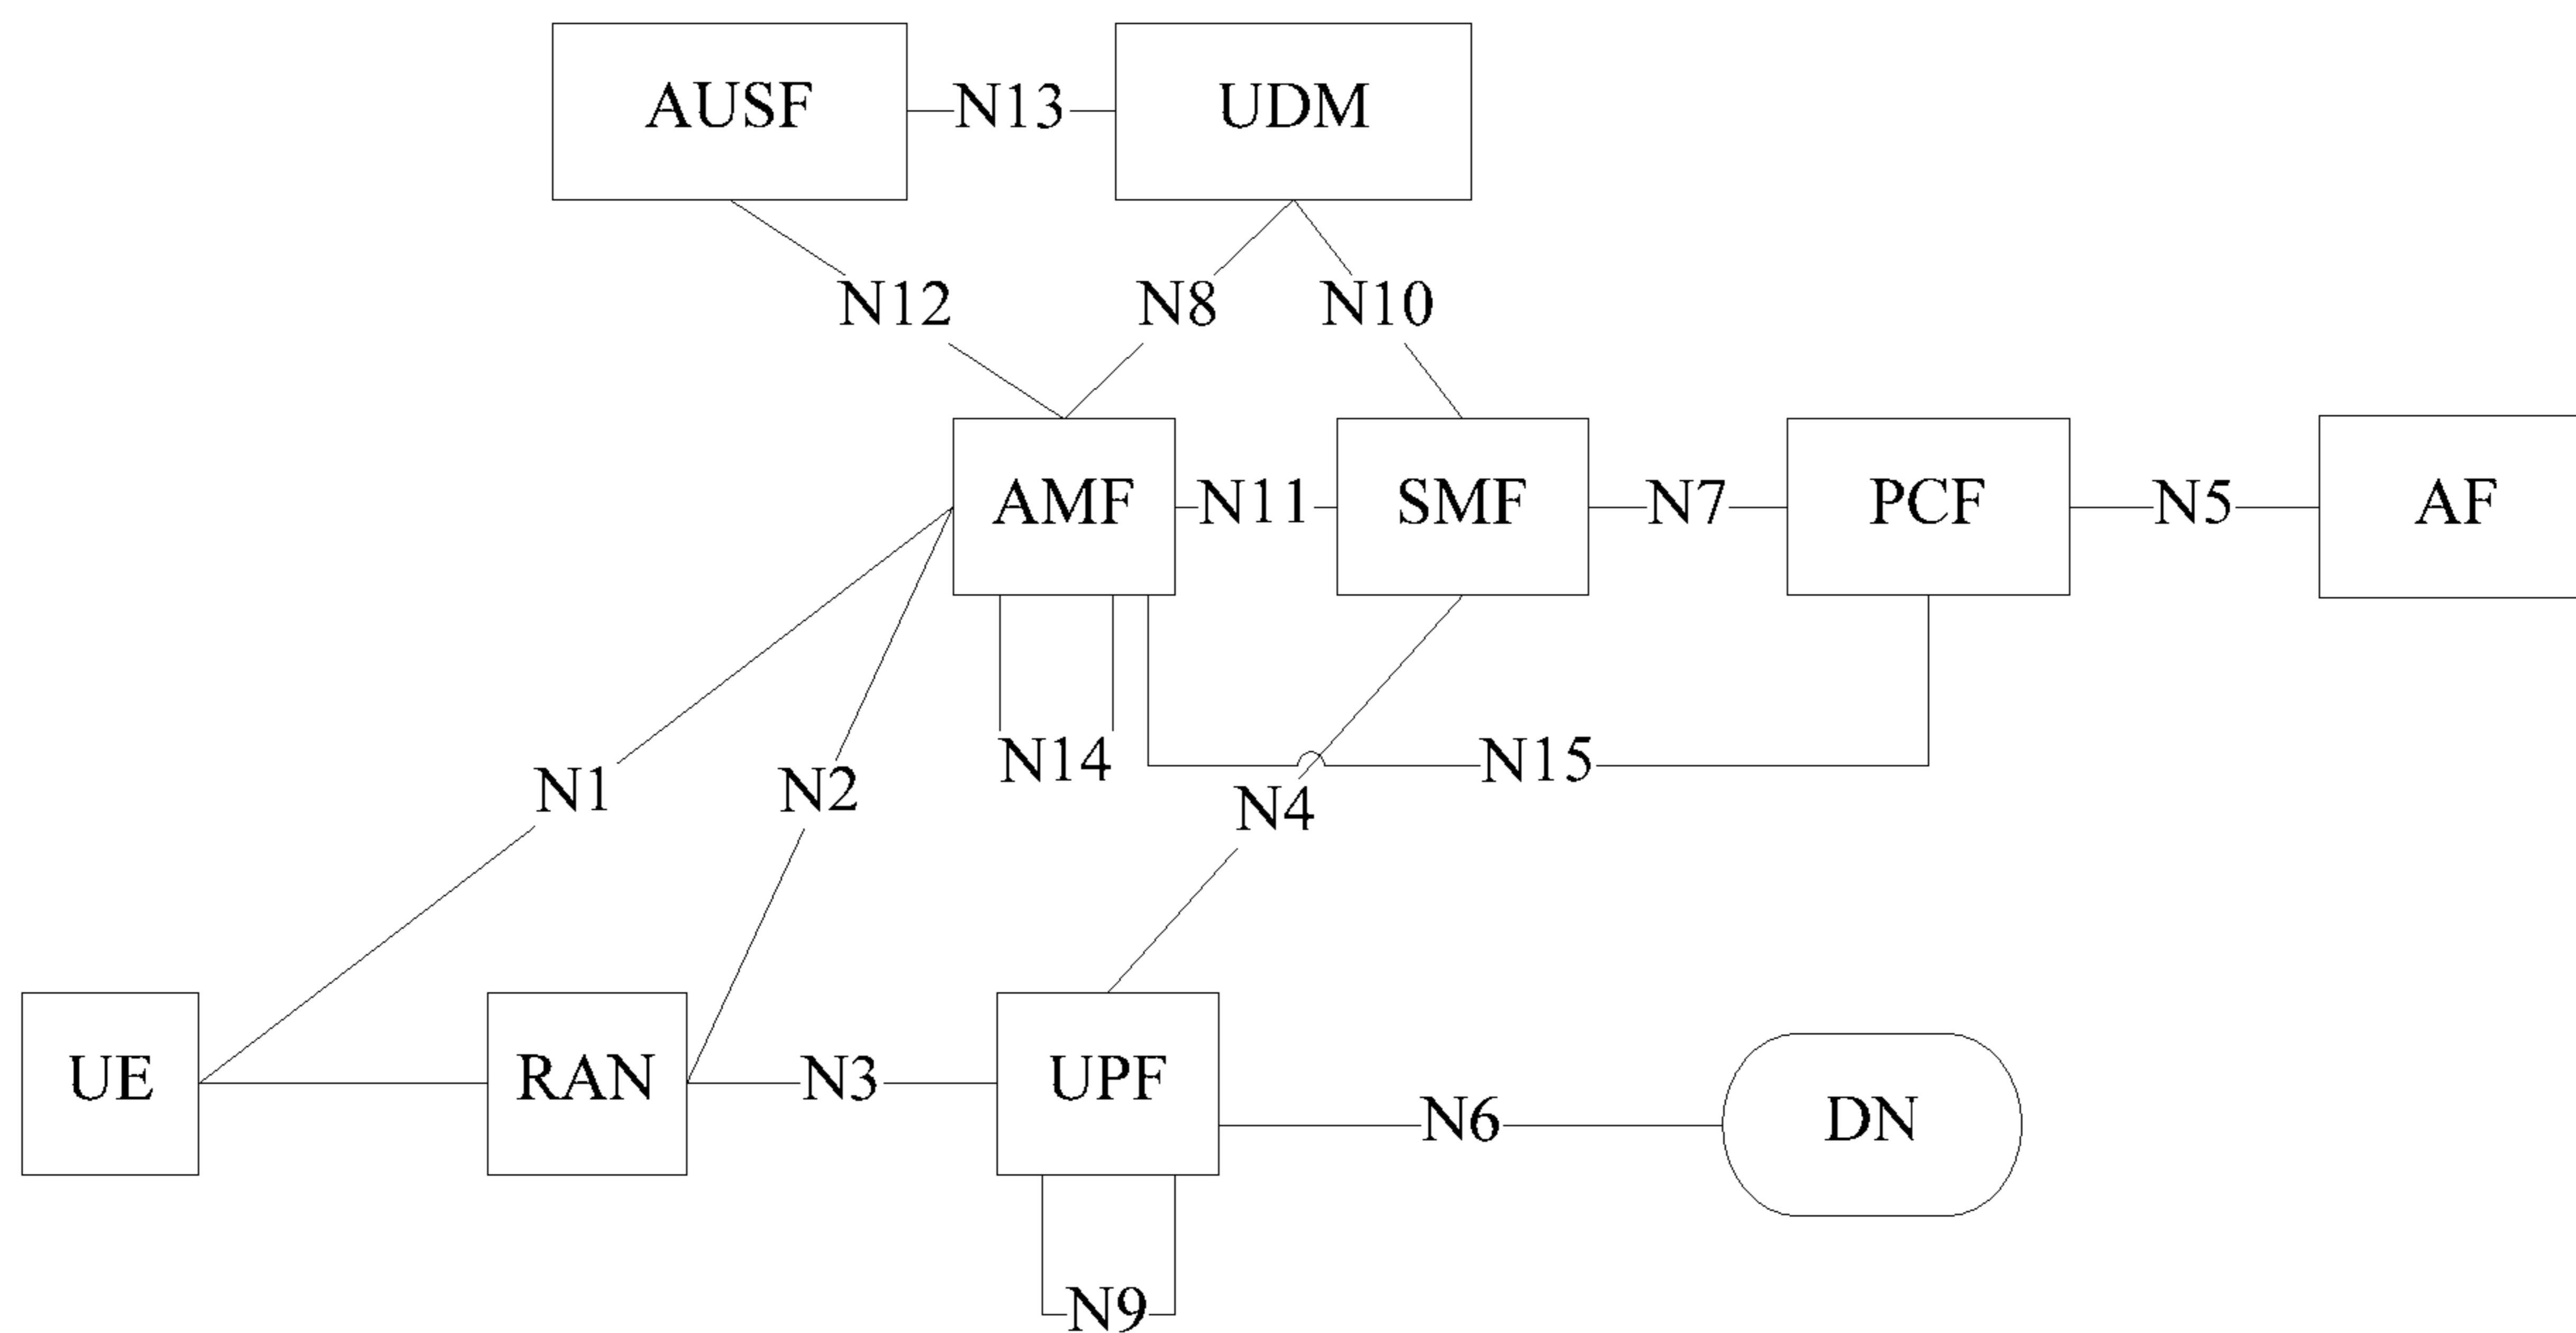 AUSF N13 UDM
N12 N8 N10
AMF N11 SMF N7 PCF N5 AF
N14 N15
N1 N2 N4
UE RAN N3 UPF N6 DN
N9